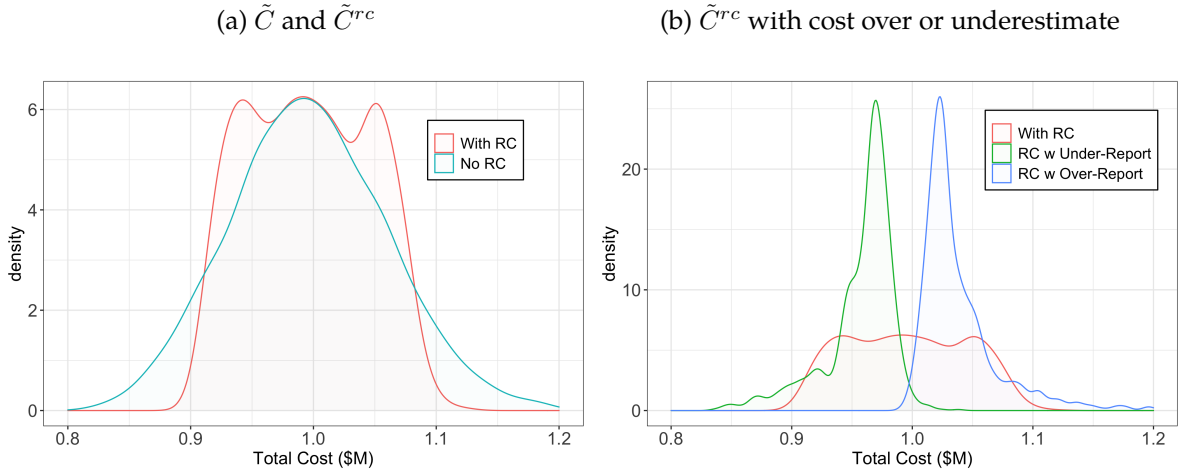 (a) C̃ and C̃ʳᶜ
6
4
2
0
density
0.8 0.9 1.0 1.1 1.2
Total Cost ($M)
With RC
No RC
(b) C̃ʳᶜ with cost over or underestimate
20
10
0
density
0.8 0.9 1.0 1.1 1.2
Total Cost ($M)
With RC
RC w Under-Report
RC w Over-Report